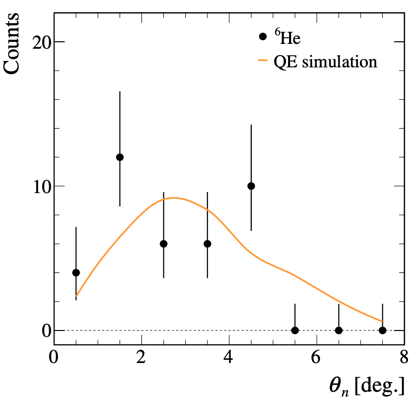 Counts
20
10
0
⁶He
QE simulation
0 2 4 6 8
θₙ [deg.]